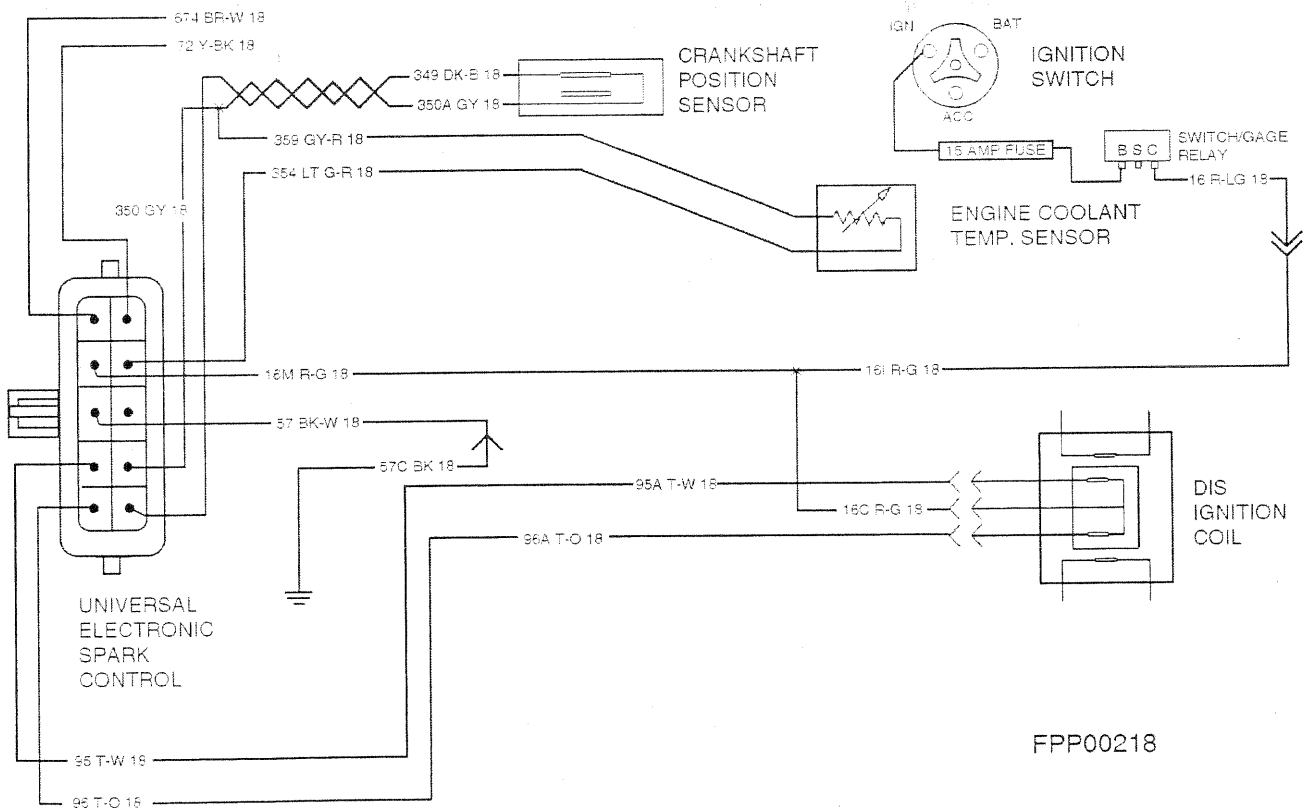 674 BR-W 18
72 Y-BK 18
349 DK-B 18
350A GY 18
CRANKSHAFT
POSITION
SENSOR
IGN
BAT
ACC
IGNITION
SWITCH
15 AMP FUSE
B S C
SWITCH/GAGE
RELAY
16 R-LG 18
359 GY-R 18
354 LT G-R 18
350 GY 18
ENGINE COOLANT
TEMP. SENSOR
16M R-G 18
16I R-G 18
57 BK-W 18
57C BK 18
95A T-W 18
16C R-G 18
96A T-O 18
DIS
IGNITION
COIL
UNIVERSAL
ELECTRONIC
SPARK
CONTROL
95 T-W 18
96 T-O 18
FPP00218